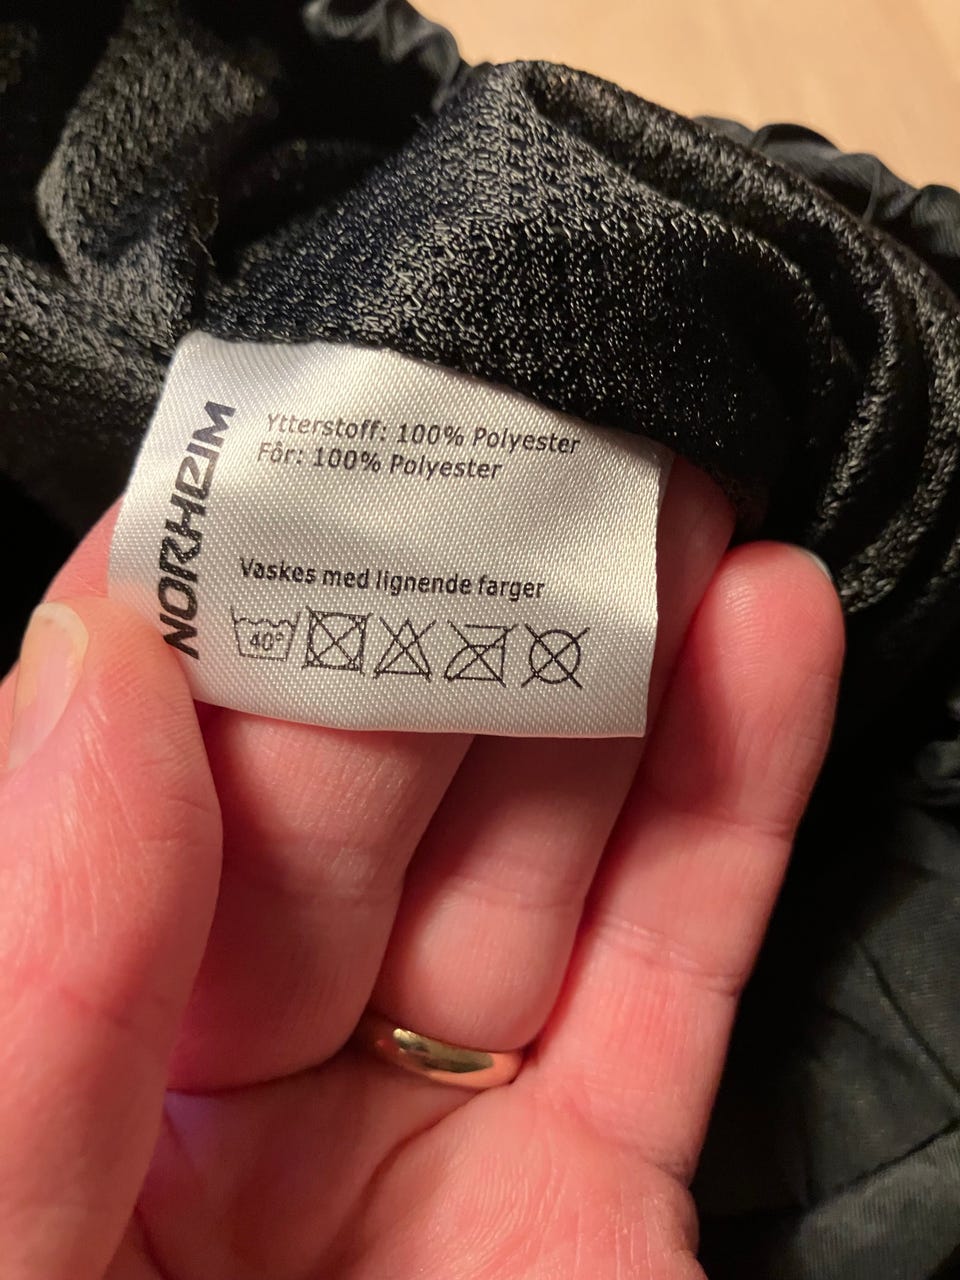 NORHEIM
Ytterstoff: 100% Polyester
Fôr: 100% Polyester
Vaskes med lignende farger
40°